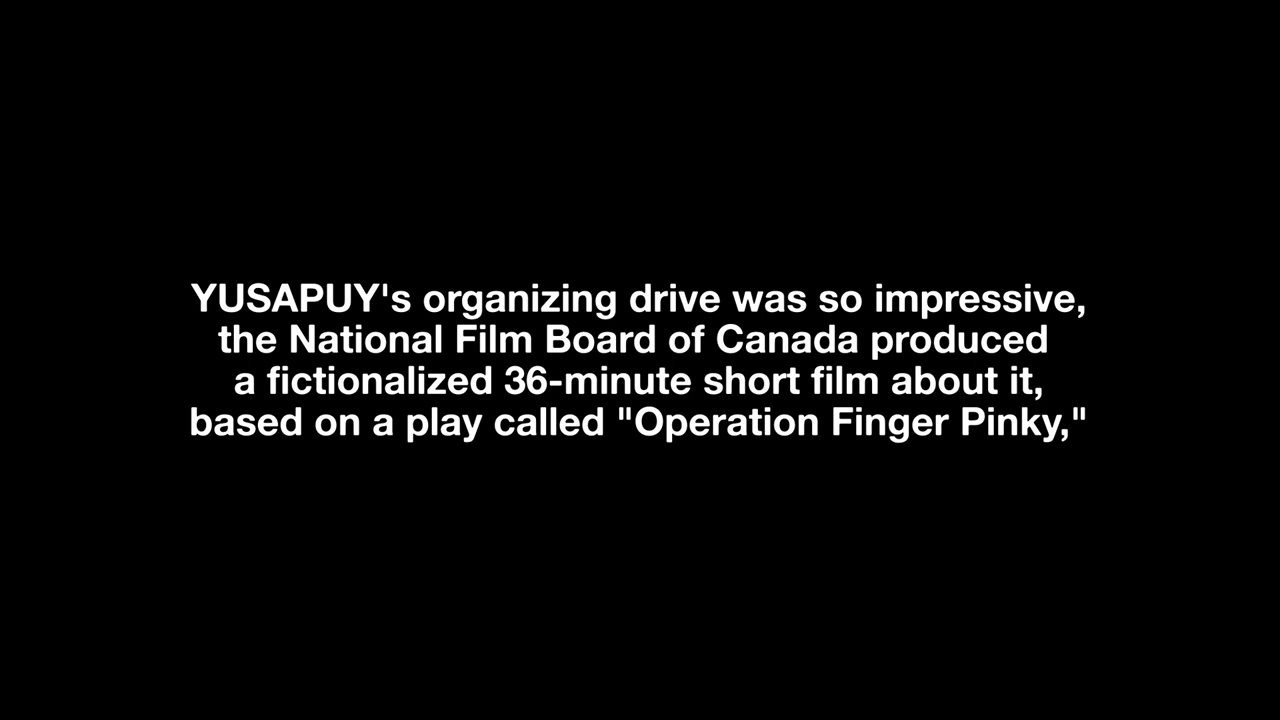 YUSAPUY's organizing drive was so impressive,
the National Film Board of Canada produced
a fictionalized 36-minute short film about it,
based on a play called "Operation Finger Pinky,"